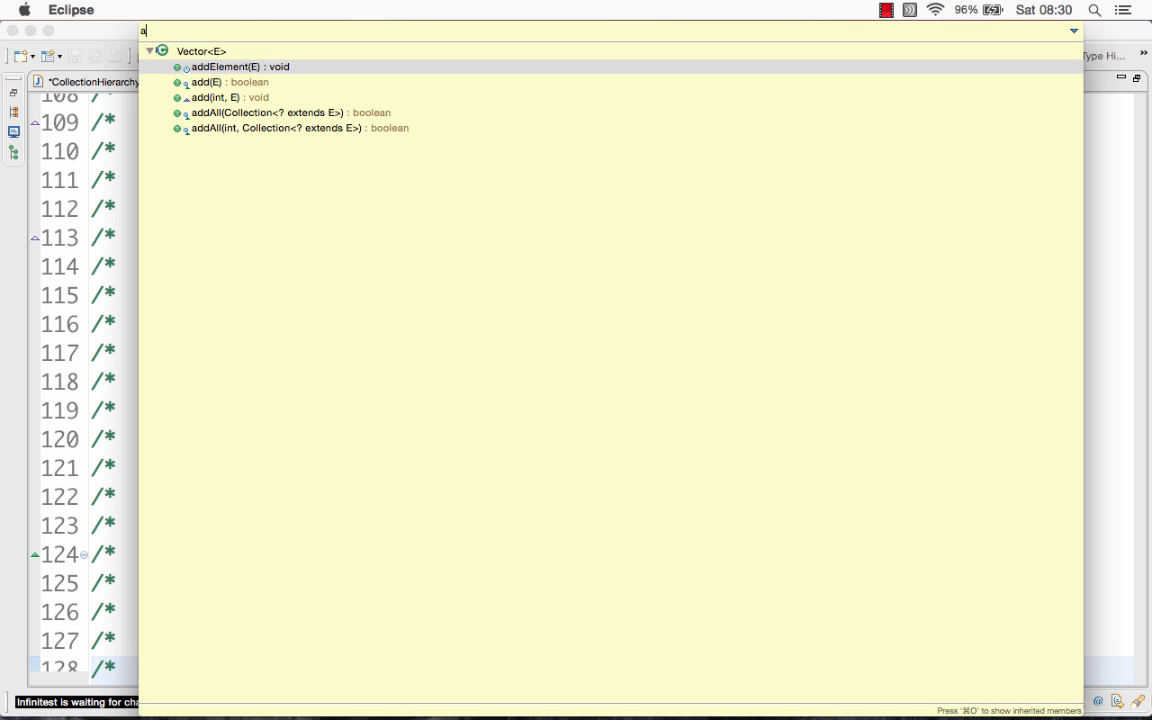 Eclipse 96% Sat 08:30
a
Vector<E>
addElement(E) : void
add(E) : boolean
add(int, E) : void
addAll(Collection<? extends E>) : boolean
addAll(int, Collection<? extends E>) : boolean
Type Hi... »
*CollectionHierarchy
108 /*
109 /*
110 /*
111 /*
112 /*
113 /*
114 /*
115 /*
116 /*
117 /*
118 /*
119 /*
120 /*
121 /*
122 /*
123 /*
124 /*
125 /*
126 /*
127 /*
128 /*
Infinitest is waiting for cha
Press '⌘O' to show inherited members